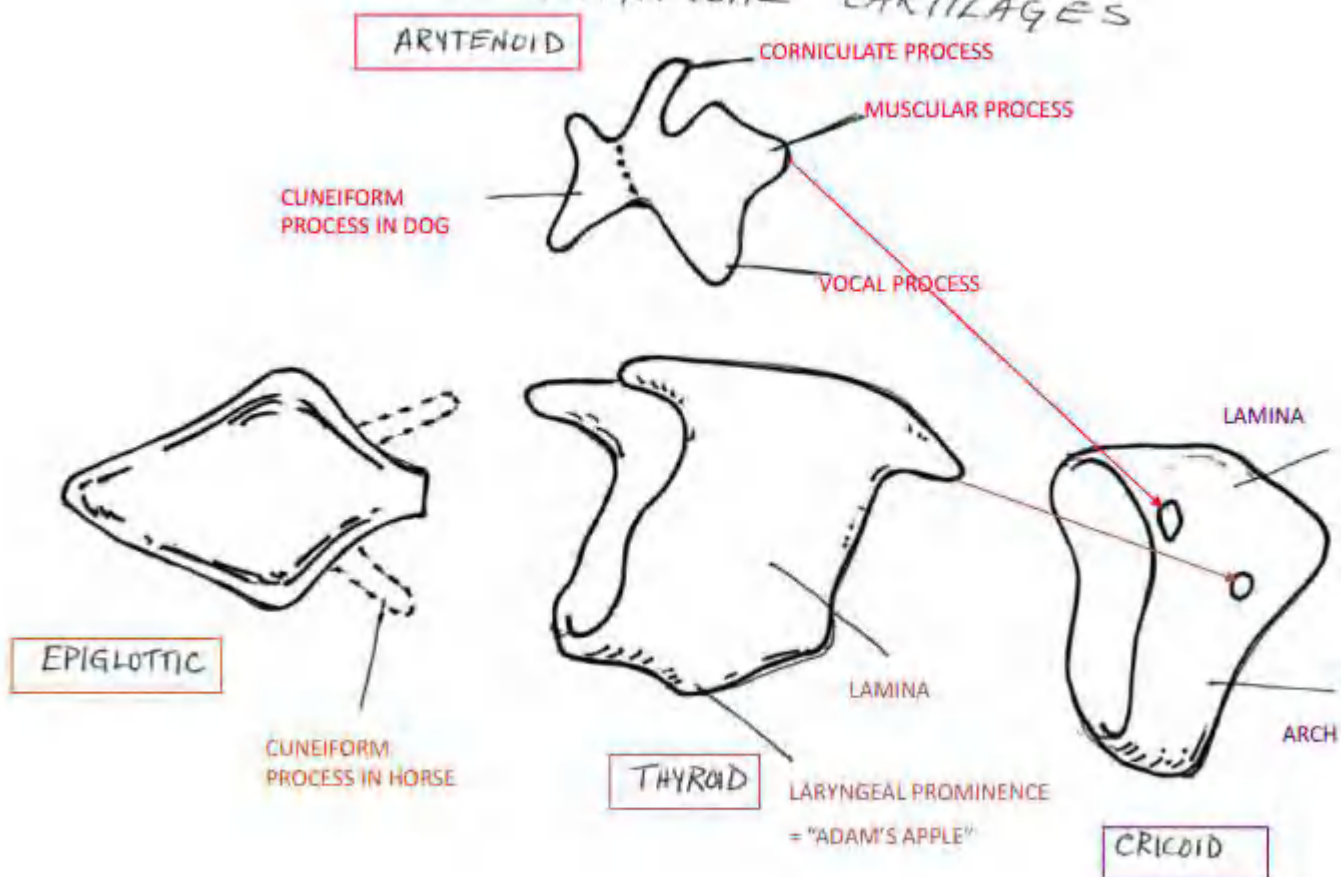 CARTILAGES
ARYTENOID
CORNICULATE PROCESS
MUSCULAR PROCESS
CUNEIFORM
PROCESS IN DOG
VOCAL PROCESS
LAMINA
EPIGLOTTIC
LAMINA
ARCH
CUNEIFORM
PROCESS IN HORSE
THYROID
LARYNGEAL PROMINENCE
= "ADAM'S APPLE"
CRICOID